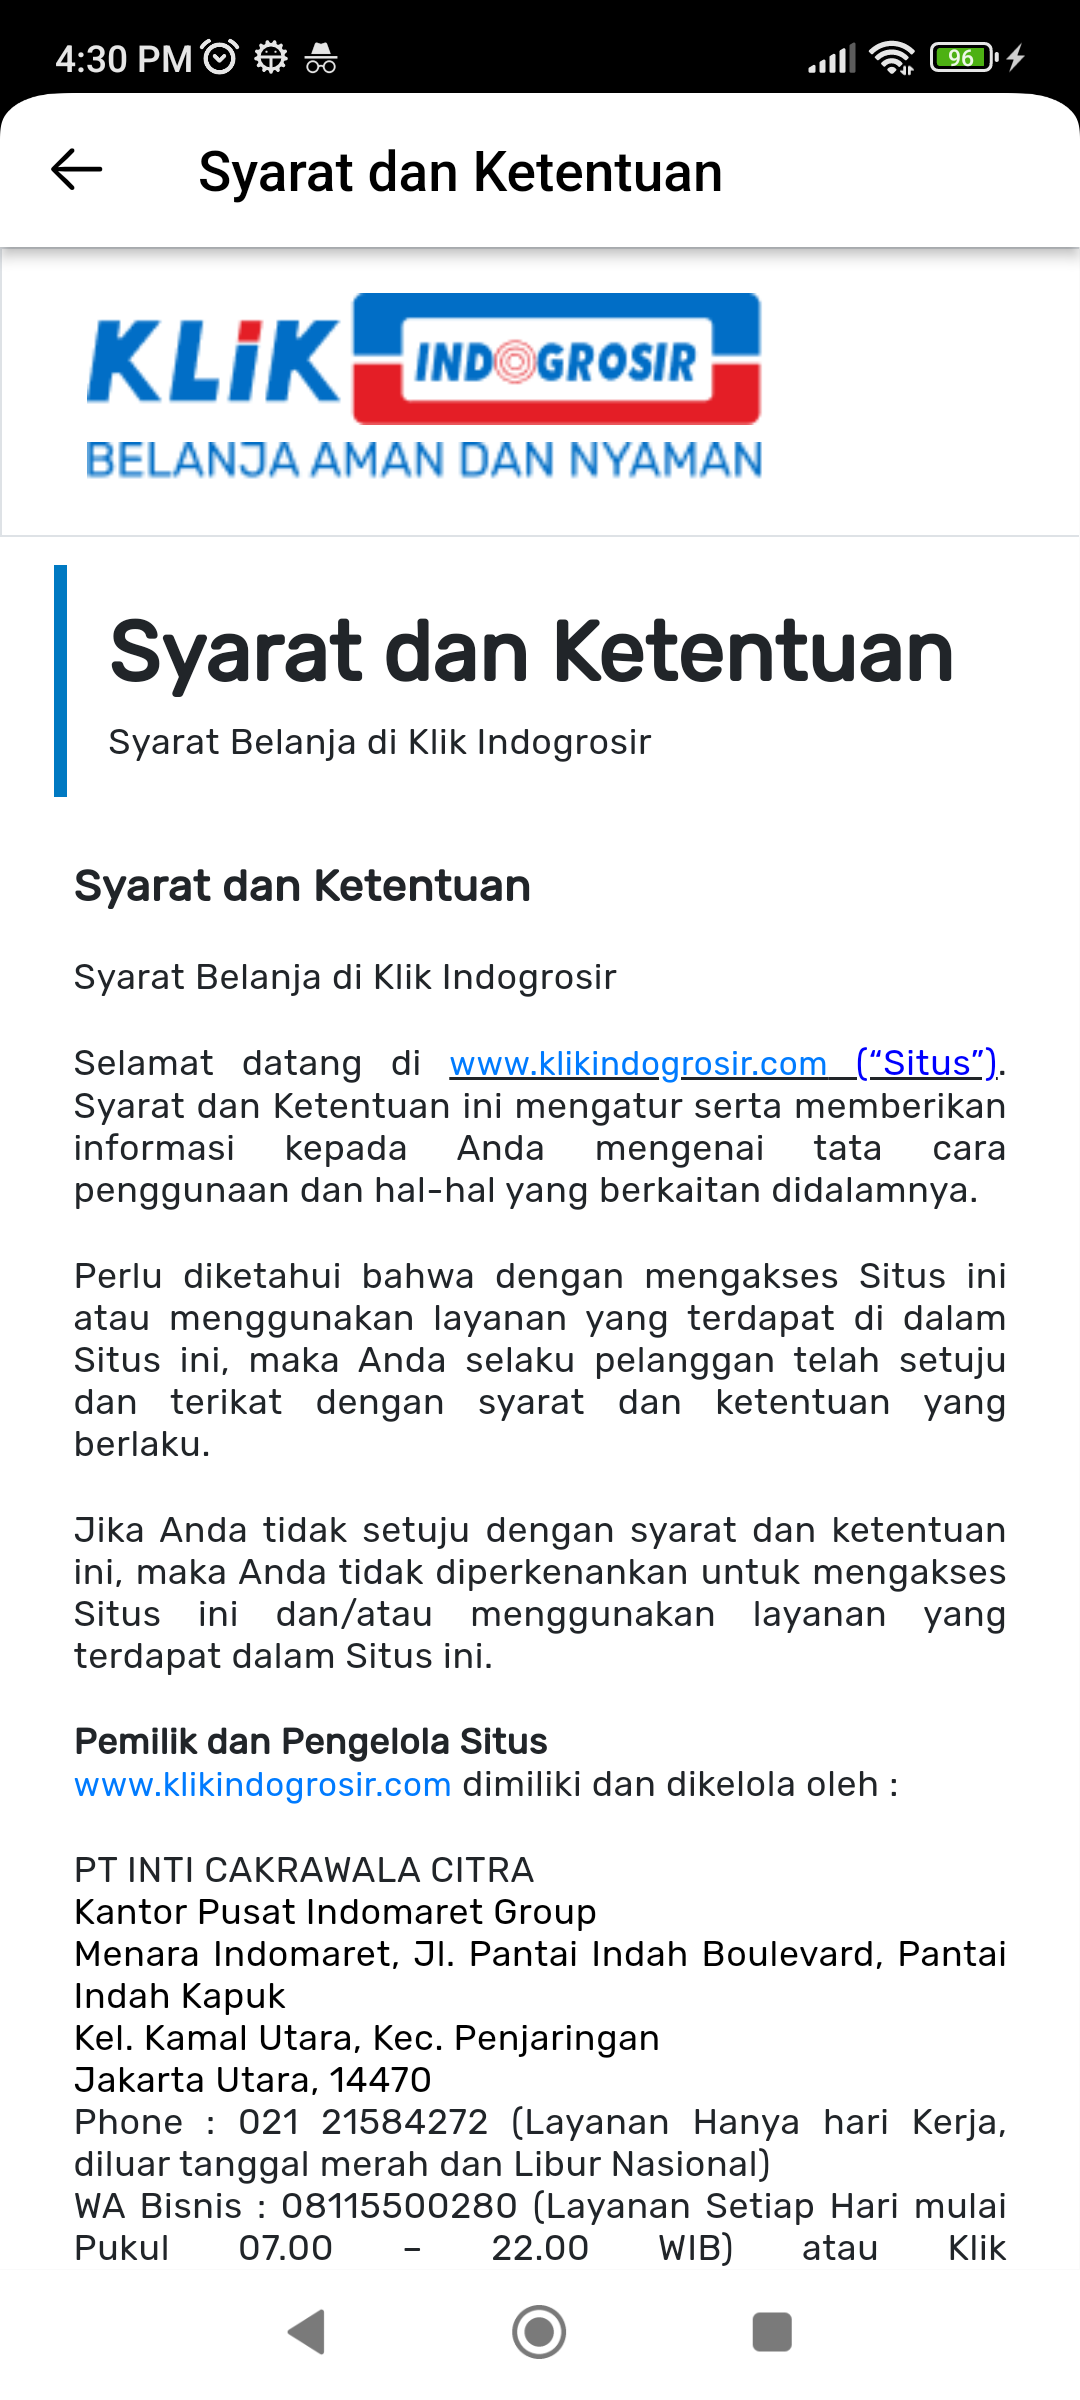 4:30 PM
96
Syarat dan Ketentuan
KLiK INDOGROSIR
BELANJA AMAN DAN NYAMAN
Syarat dan Ketentuan
Syarat Belanja di Klik Indogrosir
Syarat dan Ketentuan
Syarat Belanja di Klik Indogrosir
Selamat datang di www.klikindogrosir.com (“Situs”).
Syarat dan Ketentuan ini mengatur serta memberikan
informasi kepada Anda mengenai tata cara
penggunaan dan hal-hal yang berkaitan didalamnya.
Perlu diketahui bahwa dengan mengakses Situs ini
atau menggunakan layanan yang terdapat di dalam
Situs ini, maka Anda selaku pelanggan telah setuju
dan terikat dengan syarat dan ketentuan yang
berlaku.
Jika Anda tidak setuju dengan syarat dan ketentuan
ini, maka Anda tidak diperkenankan untuk mengakses
Situs ini dan/atau menggunakan layanan yang
terdapat dalam Situs ini.
Pemilik dan Pengelola Situs
www.klikindogrosir.com dimiliki dan dikelola oleh :
PT INTI CAKRAWALA CITRA
Kantor Pusat Indomaret Group
Menara Indomaret, Jl. Pantai Indah Boulevard, Pantai
Indah Kapuk
Kel. Kamal Utara, Kec. Penjaringan
Jakarta Utara, 14470
Phone : 021 21584272 (Layanan Hanya hari Kerja,
diluar tanggal merah dan Libur Nasional)
WA Bisnis : 08115500280 (Layanan Setiap Hari mulai
Pukul 07.00 – 22.00 WIB) atau Klik